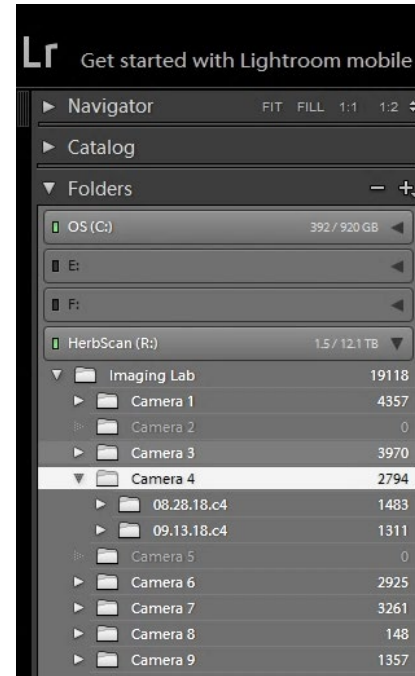 Lr Get started with Lightroom mobile
Navigator FIT FILL 1:1 1:2
Catalog
Folders
OS (C:) 392 / 920 GB
E:
F:
HerbScan (R:) 1.5 / 12.1 TB
Imaging Lab 19118
Camera 1 4357
Camera 2 0
Camera 3 3970
Camera 4 2794
08.28.18.c4 1483
09.13.18.c4 1311
Camera 5 0
Camera 6 2925
Camera 7 3261
Camera 8 148
Camera 9 1357